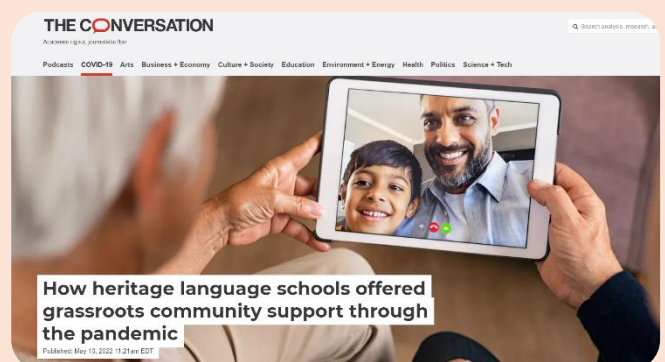 THE CONVERSATION
Academic rigour, journalistic flair
Search analysis, research, a
Podcasts COVID-19 Arts Business + Economy Culture + Society Education Environment + Energy Health Politics Science + Tech
How heritage language schools offered
grassroots community support through
the pandemic
Published: May 10, 2022 11.21am EDT